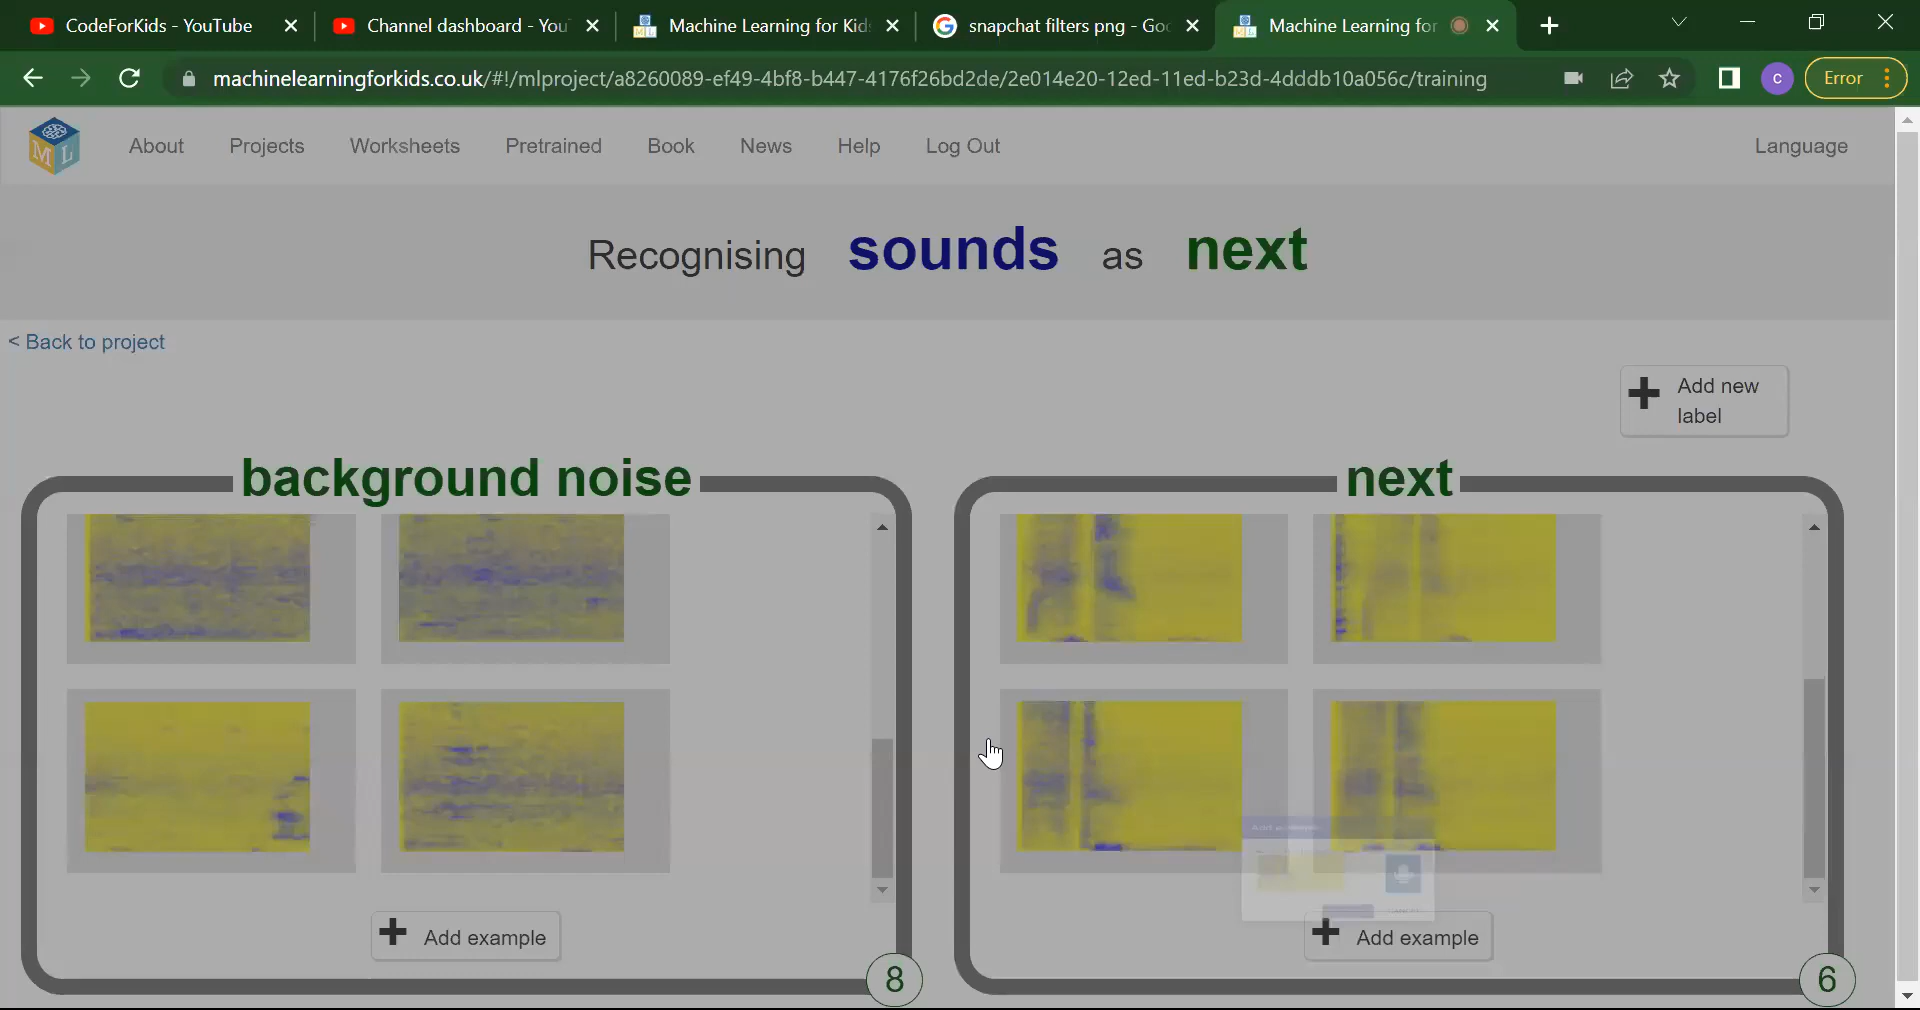 CodeForKids - YouTube
Channel dashboard - You
Machine Learning for Kid
snapchat filters png - Goo
Machine Learning for
machinelearningforkids.co.uk/#!/mlproject/a8260089-ef49-4bf8-b447-4176f26bd2de/2e014e20-12ed-11ed-b23d-4dddb10a056c/training
c
Error
ML
About
Projects
Worksheets
Pretrained
Book
News
Help
Log Out
Language
Recognising sounds as next
< Back to project
Add new
label
background noise
next
Add example
8
Add example
6